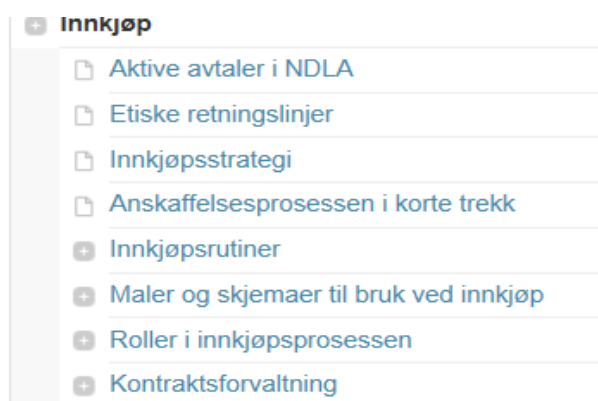 Innkjøp
Aktive avtaler i NDLA
Etiske retningslinjer
Innkjøpsstrategi
Anskaffelsesprosessen i korte trekk
Innkjøpsrutiner
Maler og skjemaer til bruk ved innkjøp
Roller i innkjøpsprosessen
Kontraktsforvaltning